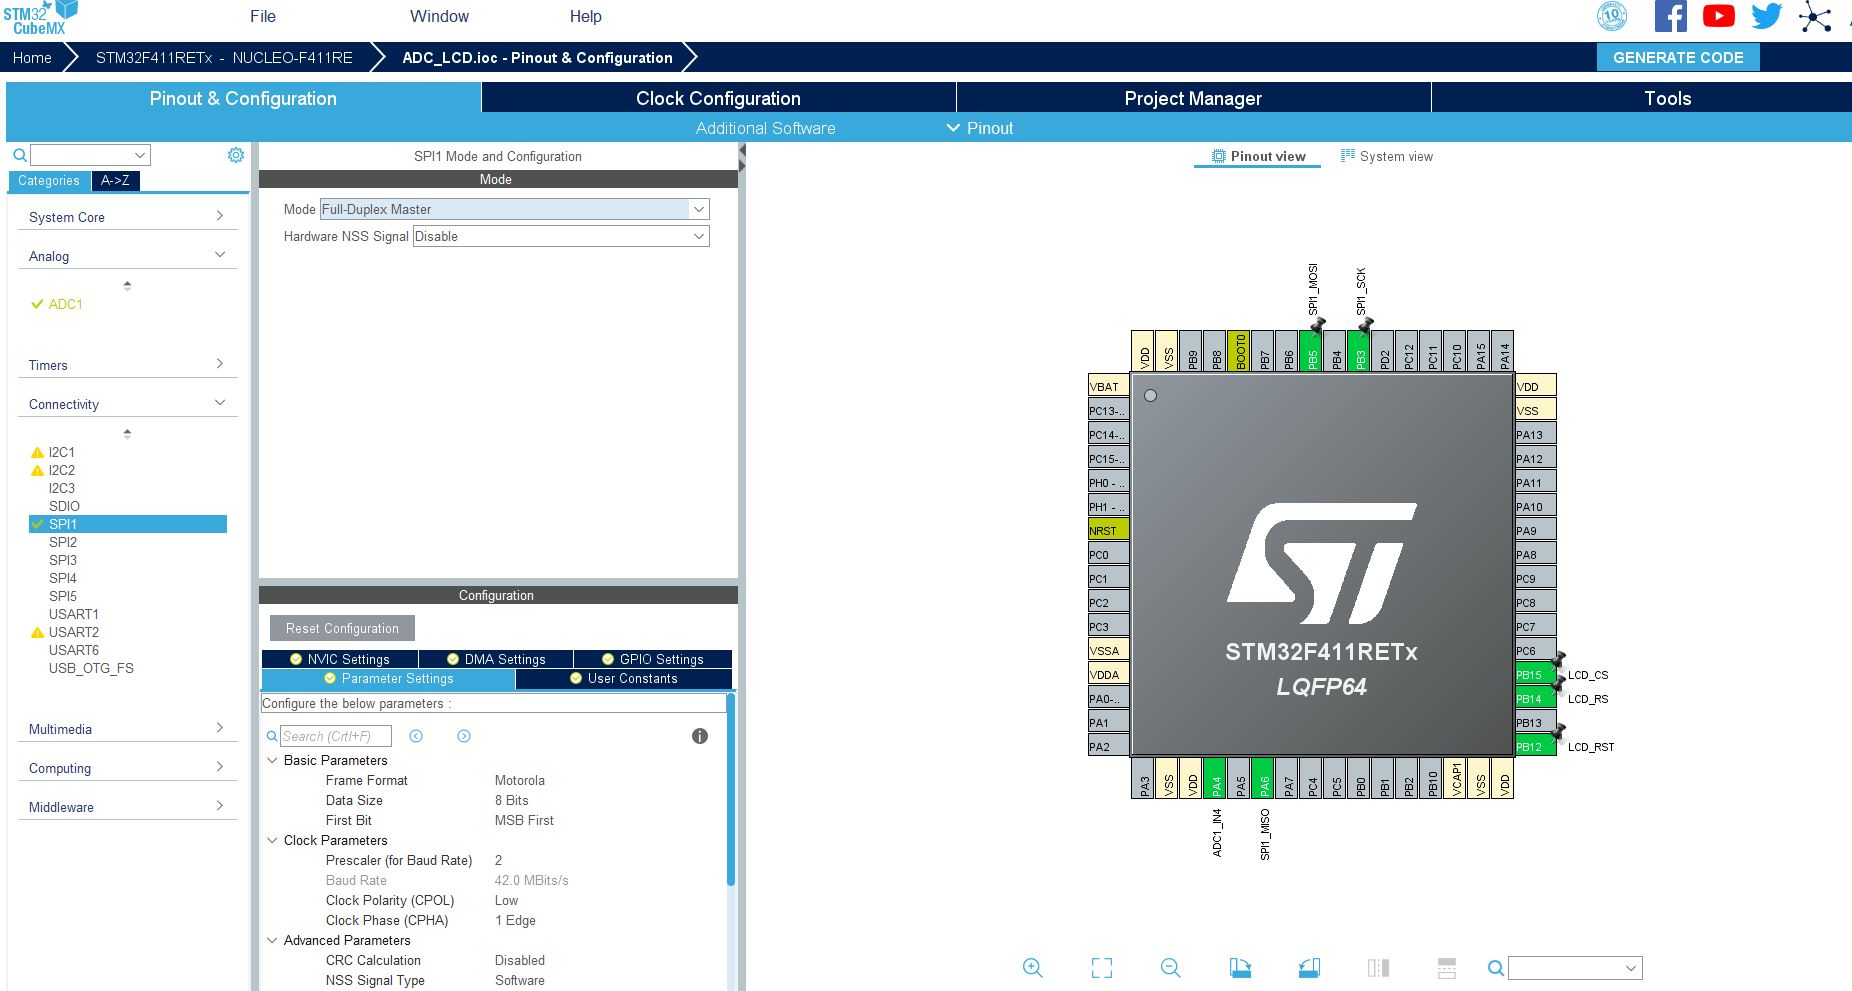 STM32
CubeMX
File
Window
Help
10
Home
STM32F411RETx - NUCLEO-F411RE
ADC_LCD.ioc - Pinout & Configuration
GENERATE CODE
Pinout & Configuration
Clock Configuration
Project Manager
Tools
Additional Software
Pinout
Categories
A->Z
System Core
Analog
ADC1
Timers
Connectivity
I2C1
I2C2
I2C3
SDIO
SPI1
SPI2
SPI3
SPI4
SPI5
USART1
USART2
USART6
USB_OTG_FS
Multimedia
Computing
Middleware
SPI1 Mode and Configuration
Mode
Mode Full-Duplex Master
Hardware NSS Signal Disable
Configuration
Reset Configuration
NVIC Settings
DMA Settings
GPIO Settings
Parameter Settings
User Constants
Configure the below parameters :
Search (Crtl+F)
Basic Parameters
Frame Format Motorola
Data Size 8 Bits
First Bit MSB First
Clock Parameters
Prescaler (for Baud Rate) 2
Baud Rate 42.0 MBits/s
Clock Polarity (CPOL) Low
Clock Phase (CPHA) 1 Edge
Advanced Parameters
CRC Calculation Disabled
NSS Signal Type Software
Pinout view
System view
SPI1_MOSI
SPI1_SCK
VDD
VSS
PB9
PB8
BOOT0
PB7
PB6
PB5
PB4
PB3
PD2
PC12
PC11
PC10
PA15
PA14
VBAT
PC13-..
PC14-..
PC15-..
PH0 - ..
PH1 - ..
NRST
PC0
PC1
PC2
PC3
VSSA
VDDA
PA0-..
PA1
PA2
STM32F411RETx
LQFP64
VDD
VSS
PA13
PA12
PA11
PA10
PA9
PA8
PC9
PC8
PC7
PC6
PB15 LCD_CS
PB14 LCD_RS
PB13
PB12 LCD_RST
PA3
VSS
VDD
PA4
PA5
PA6
PA7
PC4
PC5
PB0
PB1
PB2
PB10
VCAP1
VSS
VDD
ADC1_IN4
SPI1_MISO